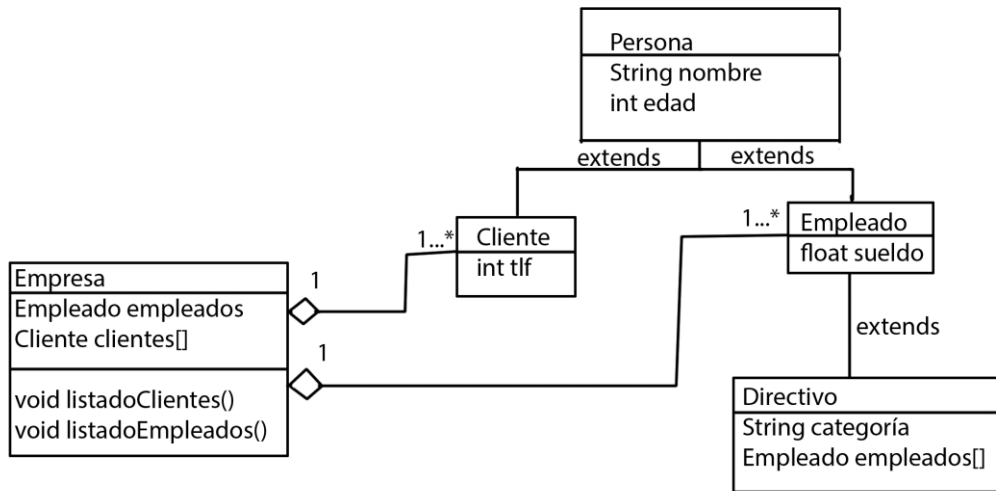 Persona
String nombre
int edad
extends
extends
1...*
Cliente
int tlf
1...*
Empleado
float sueldo
Empresa
Empleado empleados
Cliente clientes[]
void listadoClientes()
void listadoEmpleados()
1
1
extends
Directivo
String categoría
Empleado empleados[]